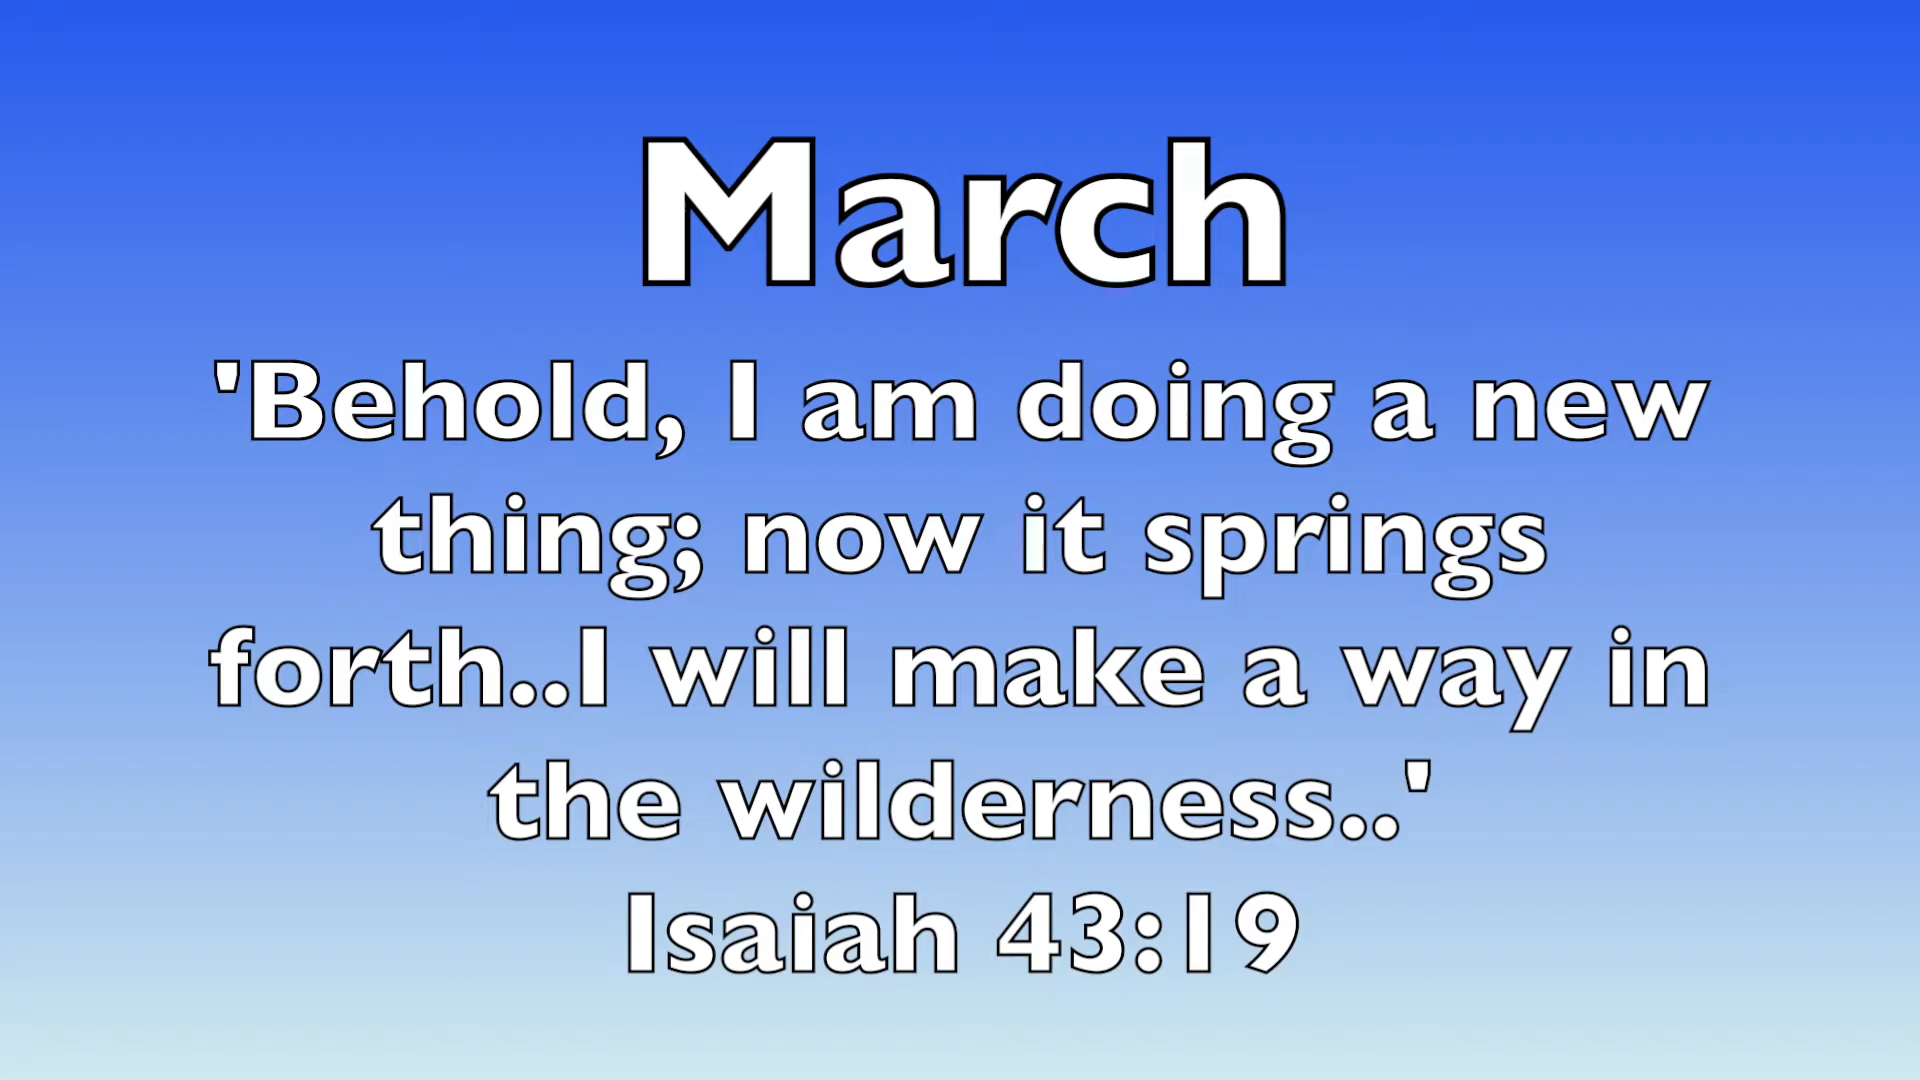 March
'Behold, I am doing a new
thing; now it springs
forth..I will make a way in
the wilderness..'
Isaiah 43:19